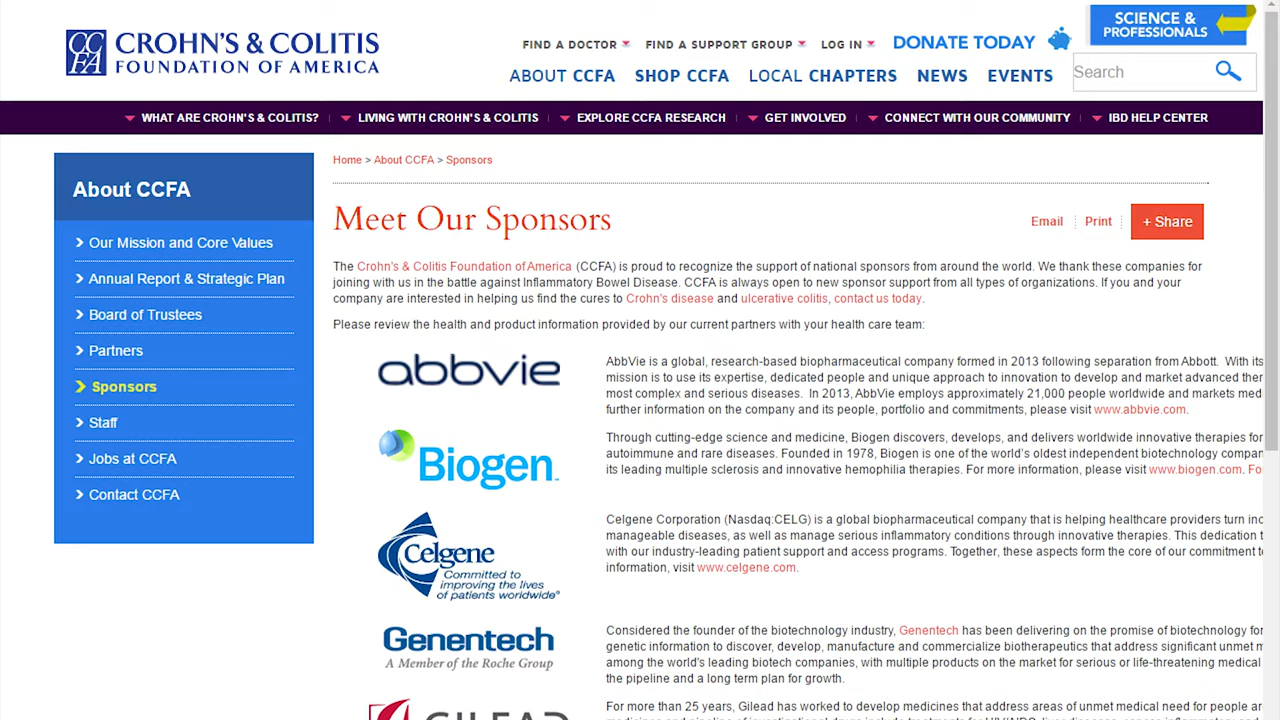 CCFA CROHN'S & COLITIS
FOUNDATION OF AMERICA
FIND A DOCTOR
FIND A SUPPORT GROUP
LOG IN
DONATE TODAY
SCIENCE &
PROFESSIONALS
ABOUT CCFA
SHOP CCFA
LOCAL CHAPTERS
NEWS
EVENTS
Search
WHAT ARE CROHN'S & COLITIS?
LIVING WITH CROHN'S & COLITIS
EXPLORE CCFA RESEARCH
GET INVOLVED
CONNECT WITH OUR COMMUNITY
IBD HELP CENTER
About CCFA
Our Mission and Core Values
Annual Report & Strategic Plan
Board of Trustees
Partners
Sponsors
Staff
Jobs at CCFA
Contact CCFA
Home > About CCFA > Sponsors
Meet Our Sponsors
Email
Print
+ Share
The Crohn's & Colitis Foundation of America (CCFA) is proud to recognize the support of national sponsors from around the world. We thank these companies for
joining with us in the battle against Inflammatory Bowel Disease. CCFA is always open to new sponsor support from all types of organizations. If you and your
company are interested in helping us find the cures to Crohn's disease and ulcerative colitis, contact us today.
Please review the health and product information provided by our current partners with your health care team:
abbvie
AbbVie is a global, research-based biopharmaceutical company formed in 2013 following separation from Abbott. With its
mission is to use its expertise, dedicated people and unique approach to innovation to develop and market advanced ther
most complex and serious diseases. In 2013, AbbVie employs approximately 21,000 people worldwide and markets med
further information on the company and its people, portfolio and commitments, please visit www.abbvie.com.
Biogen
Through cutting-edge science and medicine, Biogen discovers, develops, and delivers worldwide innovative therapies for
autoimmune and rare diseases. Founded in 1978, Biogen is one of the world's oldest independent biotechnology compan
its leading multiple sclerosis and innovative hemophilia therapies. For more information, please visit www.biogen.com. Fo
Celgene
Committed to
improving the lives
of patients worldwide®
Celgene Corporation (Nasdaq:CELG) is a global biopharmaceutical company that is helping healthcare providers turn inc
manageable diseases, as well as manage serious inflammatory conditions through innovative therapies. This dedication t
with our industry-leading patient support and access programs. Together, these aspects form the core of our commitment to
information, visit www.celgene.com.
Genentech
A Member of the Roche Group
Considered the founder of the biotechnology industry, Genentech has been delivering on the promise of biotechnology for
genetic information to discover, develop, manufacture and commercialize biotherapeutics that address significant unmet m
among the world's leading biotech companies, with multiple products on the market for serious or life-threatening medical
the pipeline and a long term plan for growth.
GILEAD
For more than 25 years, Gilead has worked to develop medicines that address areas of unmet medical need for people ar